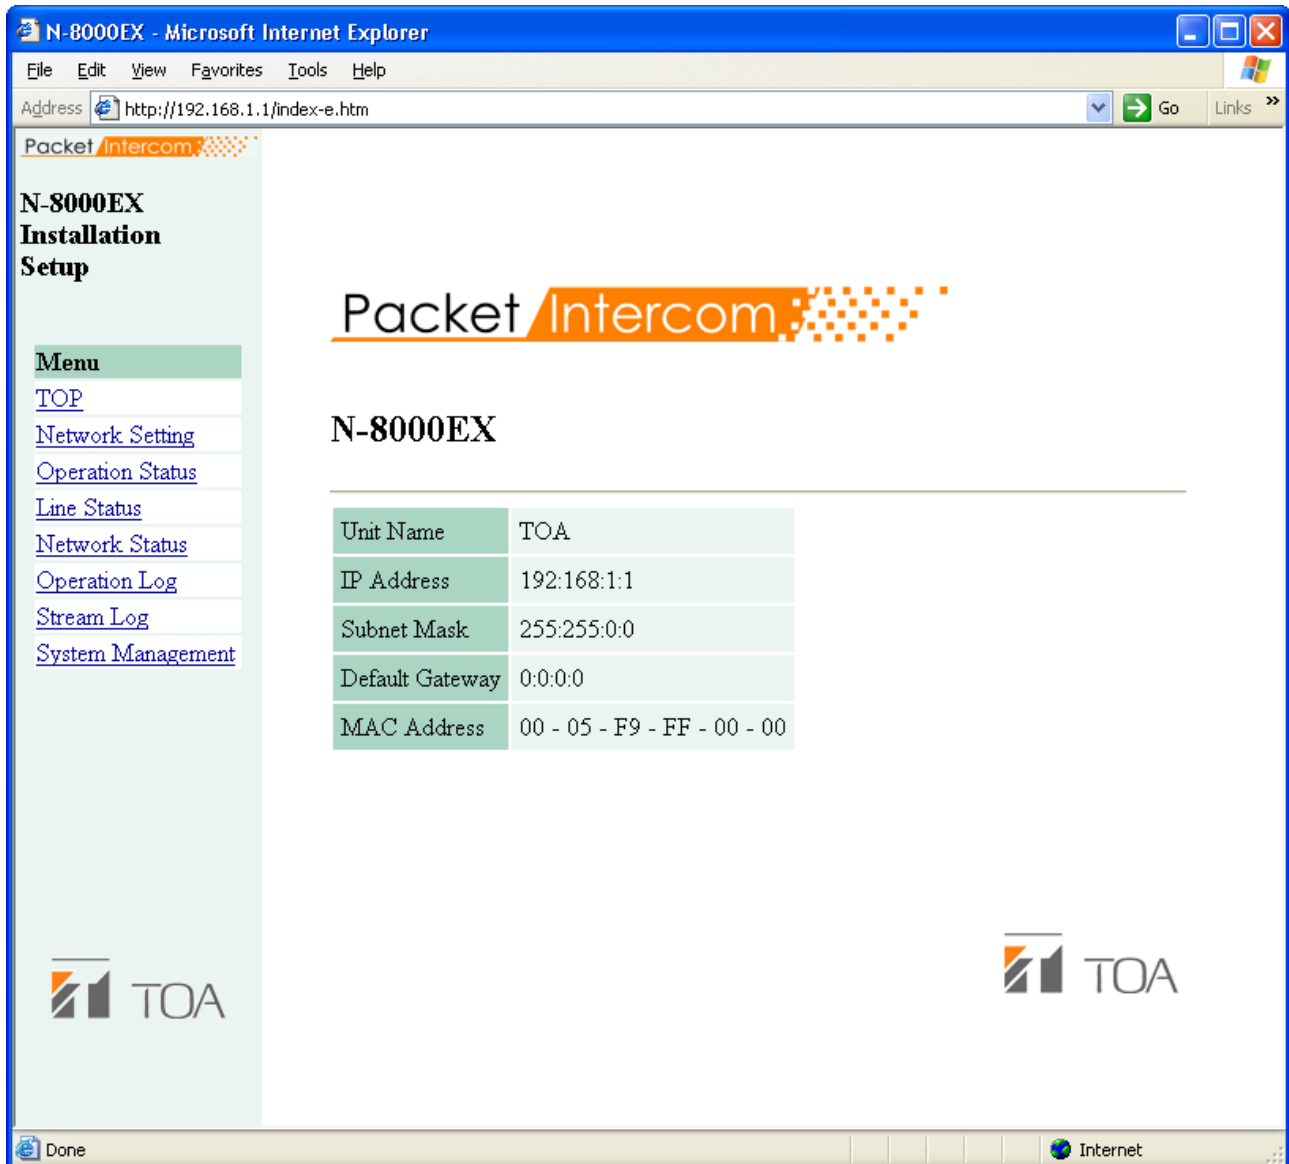 N-8000EX - Microsoft Internet Explorer
File Edit View Favorites Tools Help
Address http://192.168.1.1/index-e.htm Go Links »
Packet Intercom
N-8000EX
Installation
Setup
Menu
TOP
Network Setting
Operation Status
Line Status
Network Status
Operation Log
Stream Log
System Management
TOA
Packet Intercom
N-8000EX
Unit Name TOA
IP Address 192:168:1:1
Subnet Mask 255:255:0:0
Default Gateway 0:0:0:0
MAC Address 00 - 05 - F9 - FF - 00 - 00
TOA
Done Internet